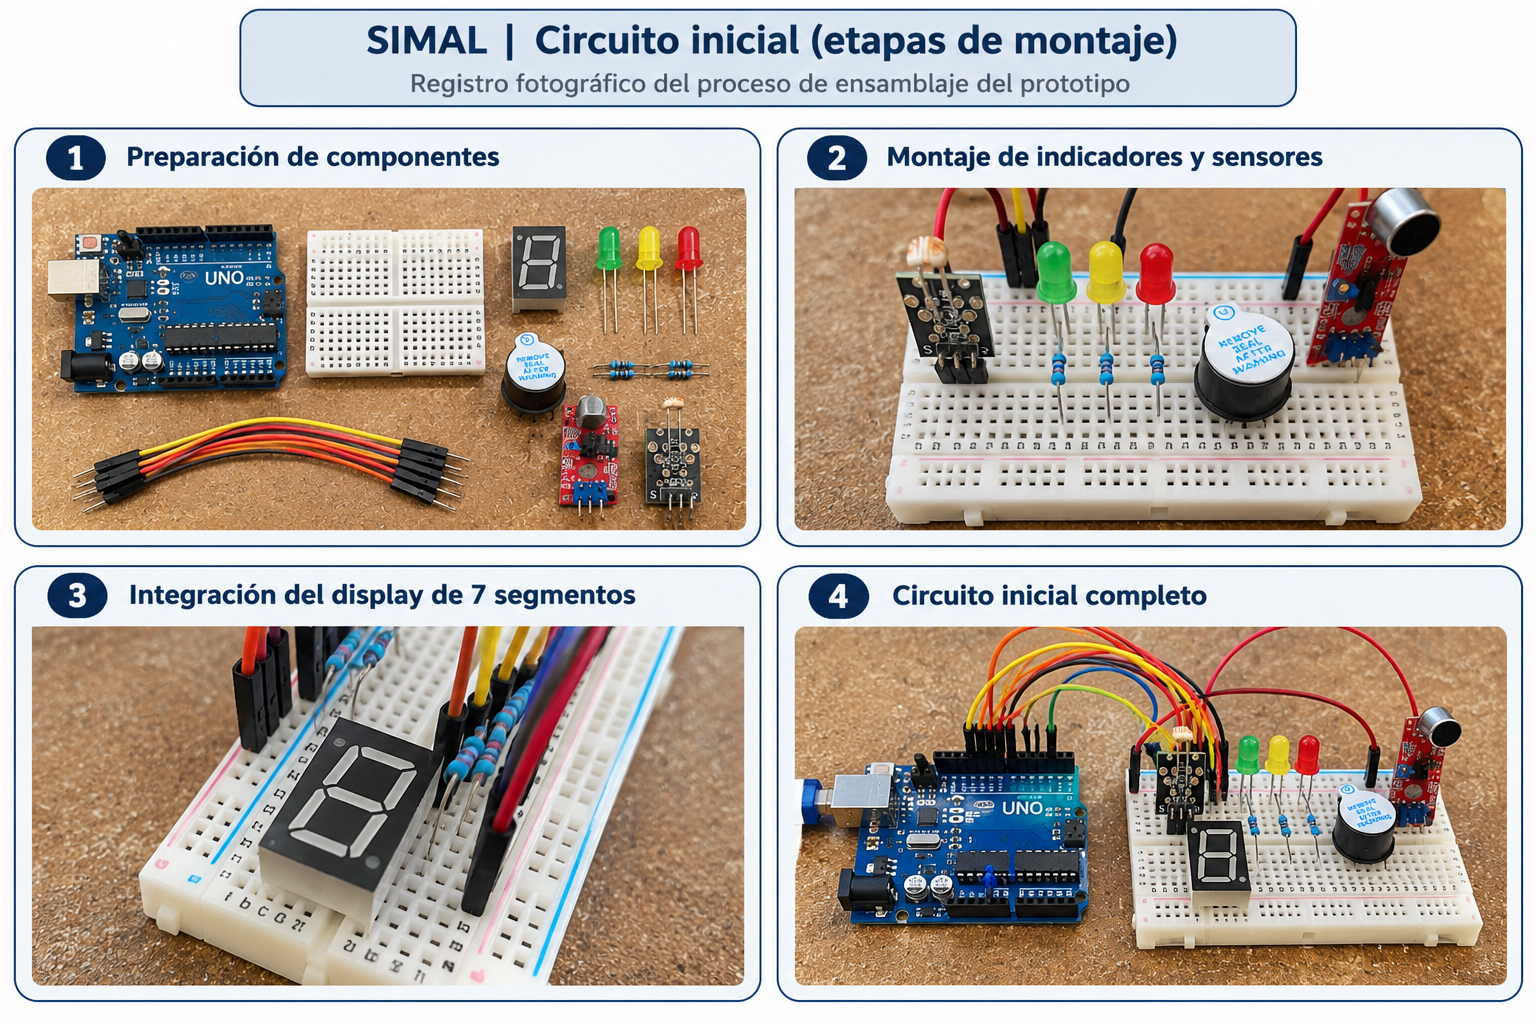 SIMAL | Circuito inicial (etapas de montaje)
Registro fotográfico del proceso de ensamblaje del prototipo
1 Preparación de componentes
UNO
2 Montaje de indicadores y sensores
S
3 Integración del display de 7 segmentos
4 Circuito inicial completo
UNO